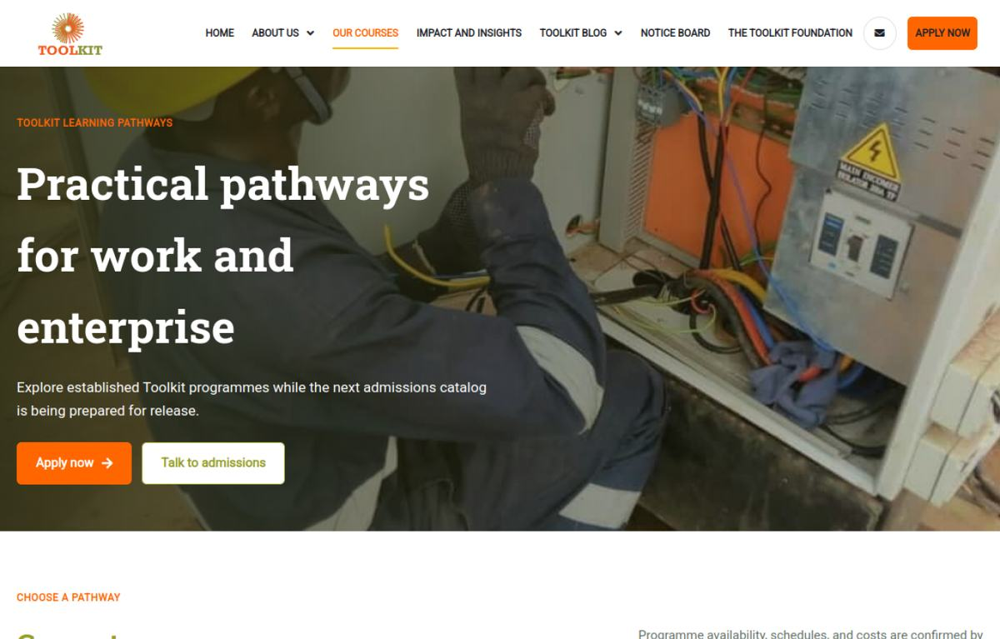 TOOLKIT
HOME
ABOUT US
OUR COURSES
IMPACT AND INSIGHTS
TOOLKIT BLOG
NOTICE BOARD
THE TOOLKIT FOUNDATION
APPLY NOW
TOOLKIT LEARNING PATHWAYS
Practical pathways
for work and
enterprise
MAIN INCOMER
Explore established Toolkit programmes while the next admissions catalog
is being prepared for release.
Apply now
Talk to admissions
CHOOSE A PATHWAY
Programme availability, schedules, and costs are confirmed by